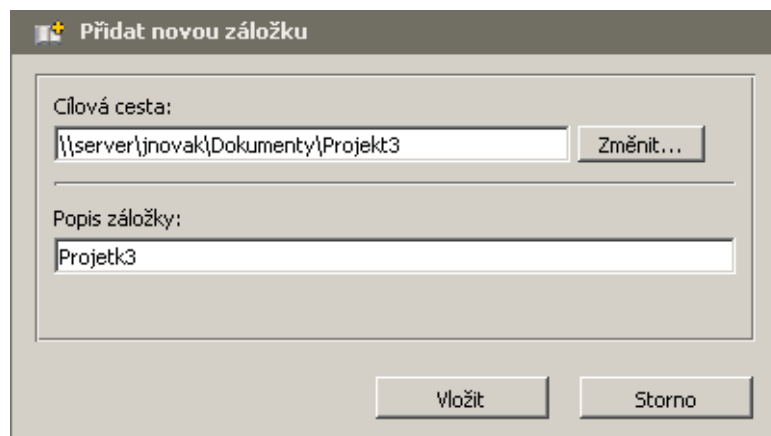 Přidat novou záložku
Cílová cesta:
\\server\jnovak\Dokumenty\Projekt3
Změnit...
Popis záložky:
Projetk3
Vložit
Storno